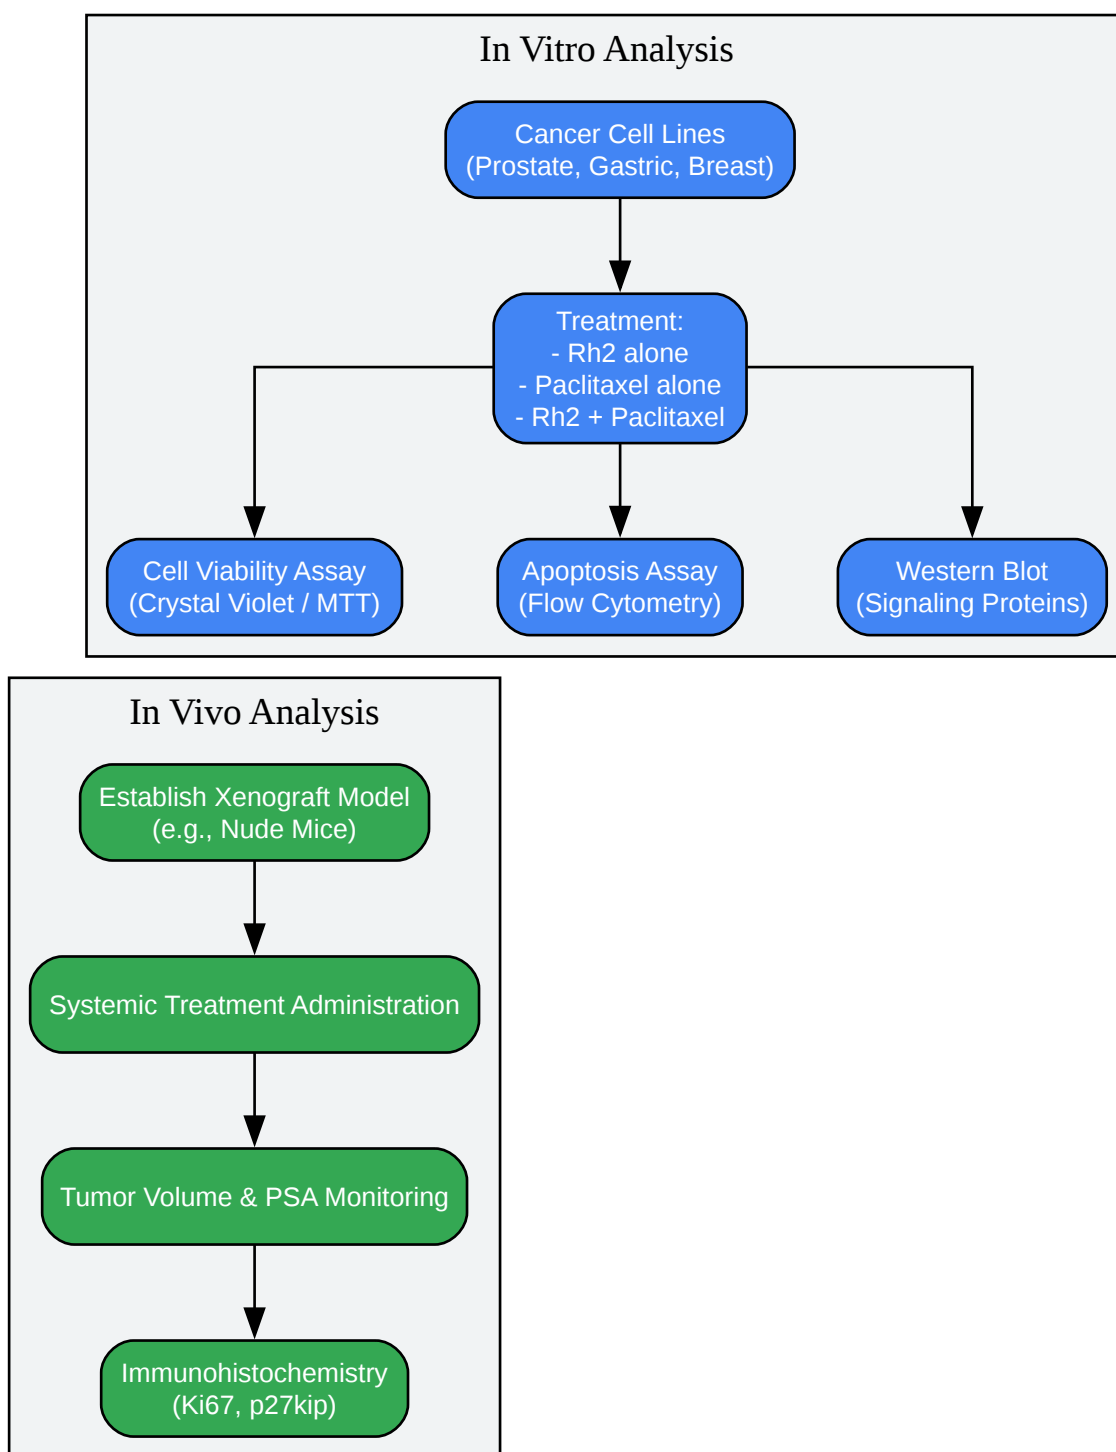 In Vitro Analysis
Cancer Cell Lines
(Prostate, Gastric, Breast)
Treatment:
- Rh2 alone
- Paclitaxel alone
- Rh2 + Paclitaxel
Cell Viability Assay
(Crystal Violet / MTT)
Apoptosis Assay
(Flow Cytometry)
Western Blot
(Signaling Proteins)
In Vivo Analysis
Establish Xenograft Model
(e.g., Nude Mice)
Systemic Treatment Administration
Tumor Volume & PSA Monitoring
Immunohistochemistry
(Ki67, p27kip)